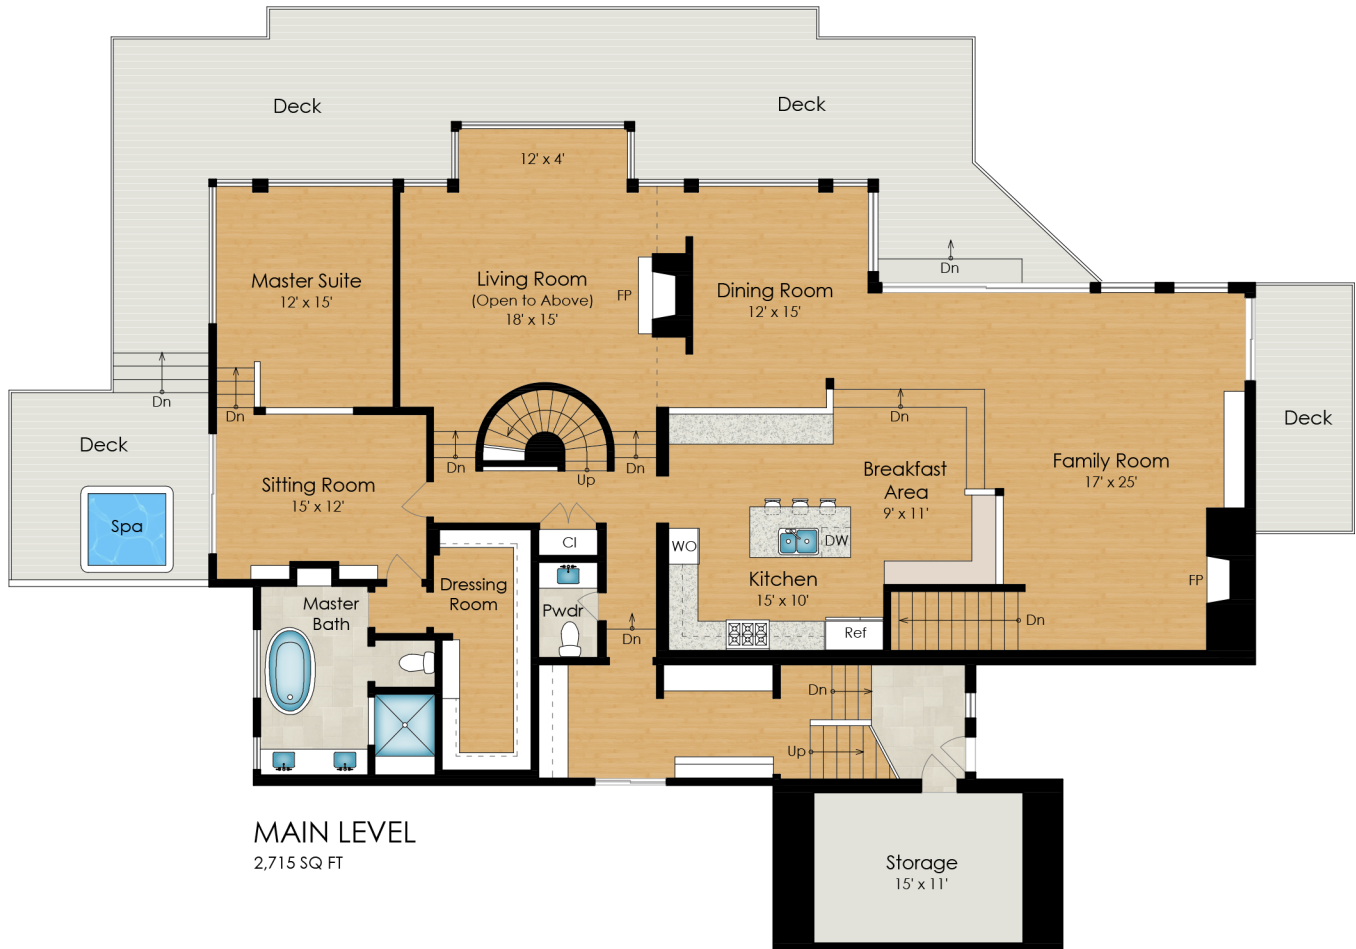 Deck
Deck
12' x 4'
Dn
Master Suite
12' x 15'
Living Room
(Open to Above)
18' x 15'
FP
Dining Room
12' x 15'
Dn
Dn
Dn
Deck
Deck
Dn
Dn
Up
Sitting Room
15' x 12'
Breakfast
Area
9' x 11'
Family Room
17' x 25'
Spa
Cl
WO
DW
Kitchen
15' x 10'
FP
Master
Bath
Dressing
Room
Pwdr
Dn
Ref
Dn
Dn
Up
MAIN LEVEL
2,715 SQ FT
Storage
15' x 11'